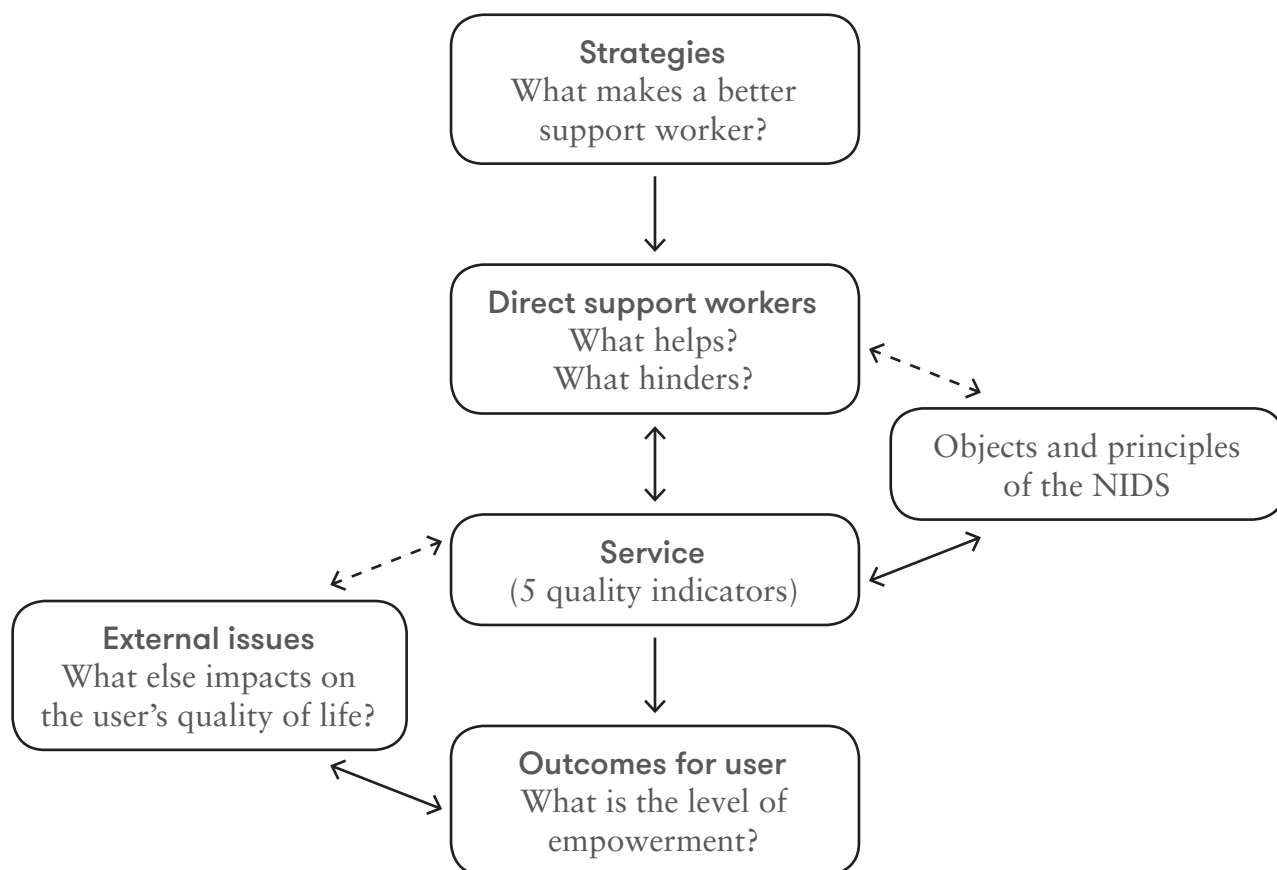 Strategies
What makes a better
support worker?
Direct support workers
What helps?
What hinders?
Objects and principles
of the NIDS
Service
(5 quality indicators)
External issues
What else impacts on
the user’s quality of life?
Outcomes for user
What is the level of
empowerment?